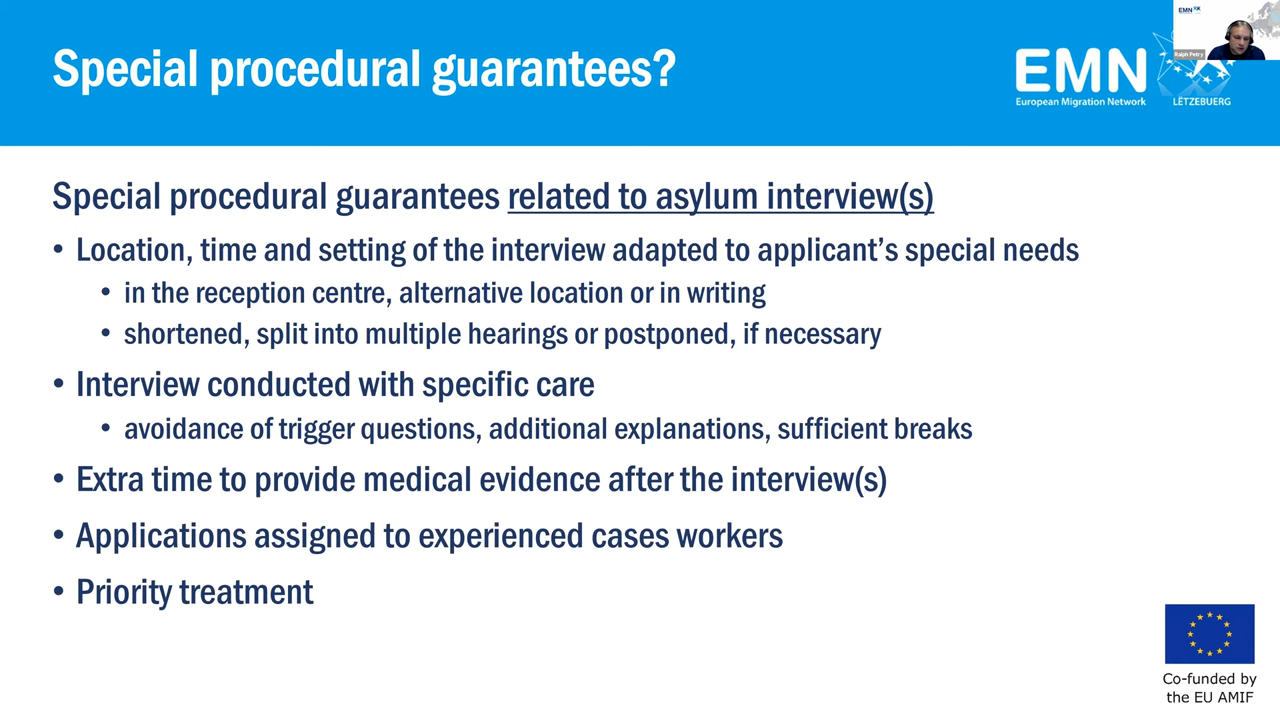 Special procedural guarantees?
EMN
Ralph Petry
EMN
European Migration Network
LËTZEBUERG
Special procedural guarantees related to asylum interview(s)
• Location, time and setting of the interview adapted to applicant's special needs
• in the reception centre, alternative location or in writing
• shortened, split into multiple hearings or postponed, if necessary
• Interview conducted with specific care
• avoidance of trigger questions, additional explanations, sufficient breaks
• Extra time to provide medical evidence after the interview(s)
• Applications assigned to experienced cases workers
• Priority treatment
Co-funded by
the EU AMIF